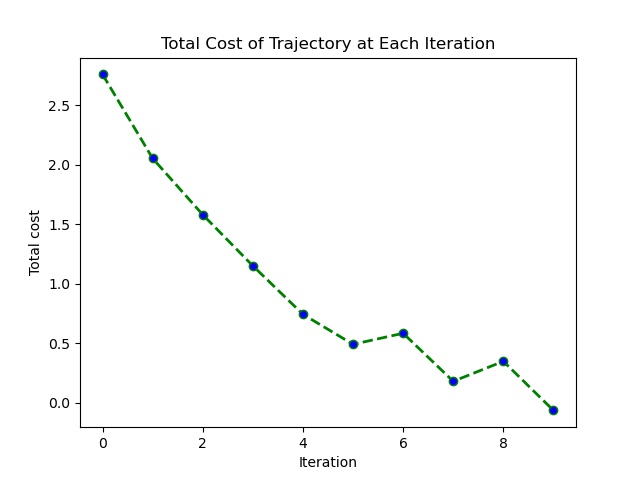 Total Cost of Trajectory at Each Iteration
2.5
2.0
1.5
1.0
0.5
0.0
Total cost
0 2 4 6 8
Iteration